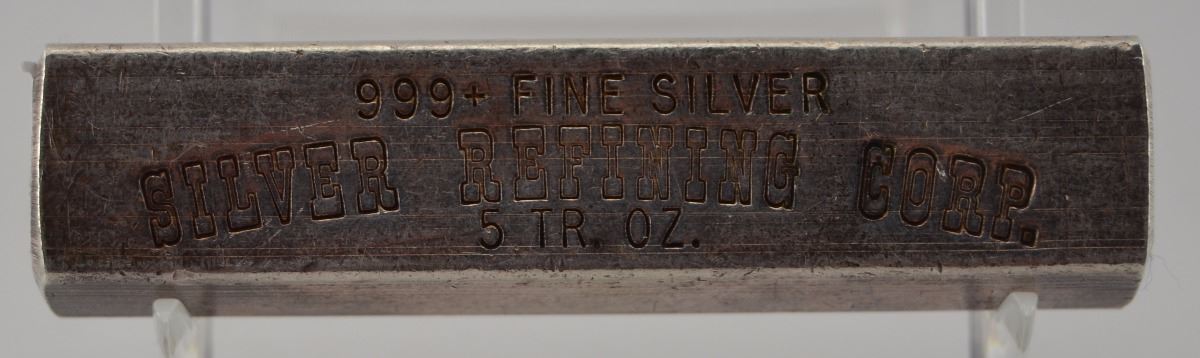 999+ FINE SILVER
SILVER REFINING CORP.
5 TR. OZ.